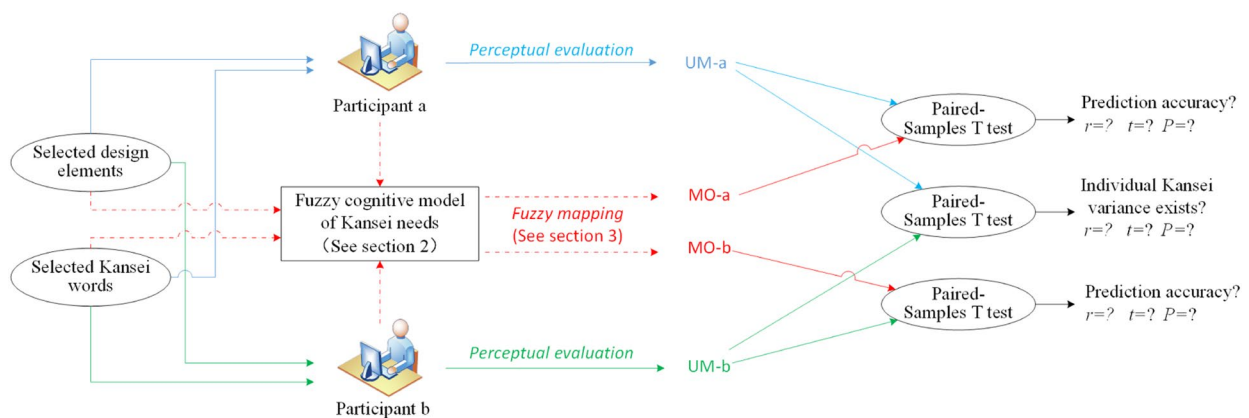 Perceptual evaluation
UM-a
Participant a
Paired-
Samples T test
Prediction accuracy?
r=? t=? P=?
Selected design
elements
Fuzzy cognitive model
of Kansei needs
（See section 2）
Fuzzy mapping
(See section 3)
MO-a
MO-b
Paired-
Samples T test
Individual Kansei
variance exists?
r=? t=? P=?
Selected Kansei
words
Paired-
Samples T test
Prediction accuracy?
r=? t=? P=?
Perceptual evaluation
UM-b
Participant b